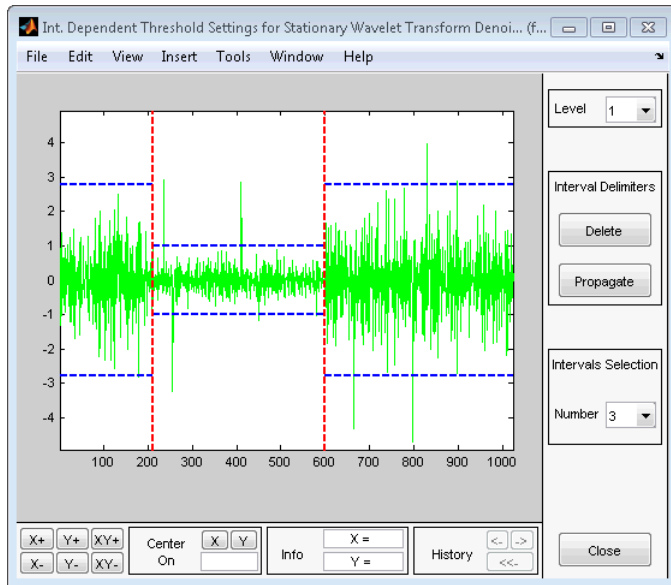 Int. Dependent Threshold Settings for Stationary Wavelet Transform Denoi... (f...
File Edit View Insert Tools Window Help
Level 1
4
3
2
1
0
-1
-2
-3
-4
100 200 300 400 500 600 700 800 900 1000
Interval Delimiters
Delete
Propagate
Intervals Selection
Number 3
X+ Y+ XY+
X- Y- XY-
Center On X Y
Info X =
Y =
History <- ->
<<-
Close